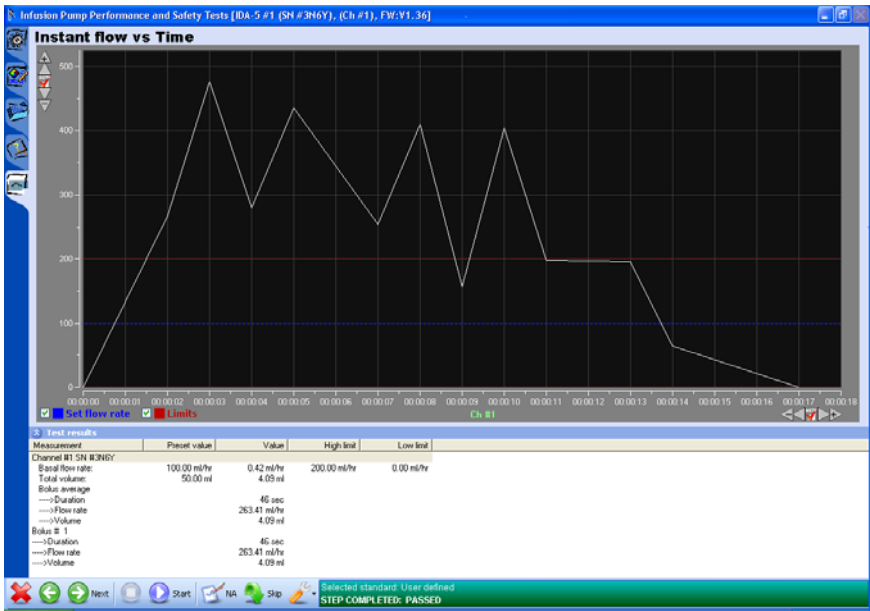 Infusion Pump Performance and Safety Tests [IDA-5 #1 (SN #3N6Y), (Ch #1), FW:V1.36]
Instant flow vs Time
500
400
300
200
100
0
00:00:00 00:00:01 00:00:02 00:00:03 00:00:04 00:00:05 00:00:06 00:00:07 00:00:08 00:00:09 00:00:10 00:00:11 00:00:12 00:00:13 00:00:14 00:00:15 00:00:16 00:00:17 00:00:18
Set flow rate Limits Ch #1
Test results
Measurement Preset value Value High limit Low limit
Channel #1 SN #3N6Y
Basal flow rate: 100.00 ml/hr 0.42 ml/hr 200.00 ml/hr 0.00 ml/hr
Total volume: 50.00 ml 4.09 ml
Bolus average
---->Duration 46 sec
---->Flow rate 263.41 ml/hr
---->Volume 4.09 ml
Bolus # 1
---->Duration 46 sec
---->Flow rate 263.41 ml/hr
---->Volume 4.09 ml
Next Start NA Skip
Selected standard: User defined
STEP COMPLETED: PASSED